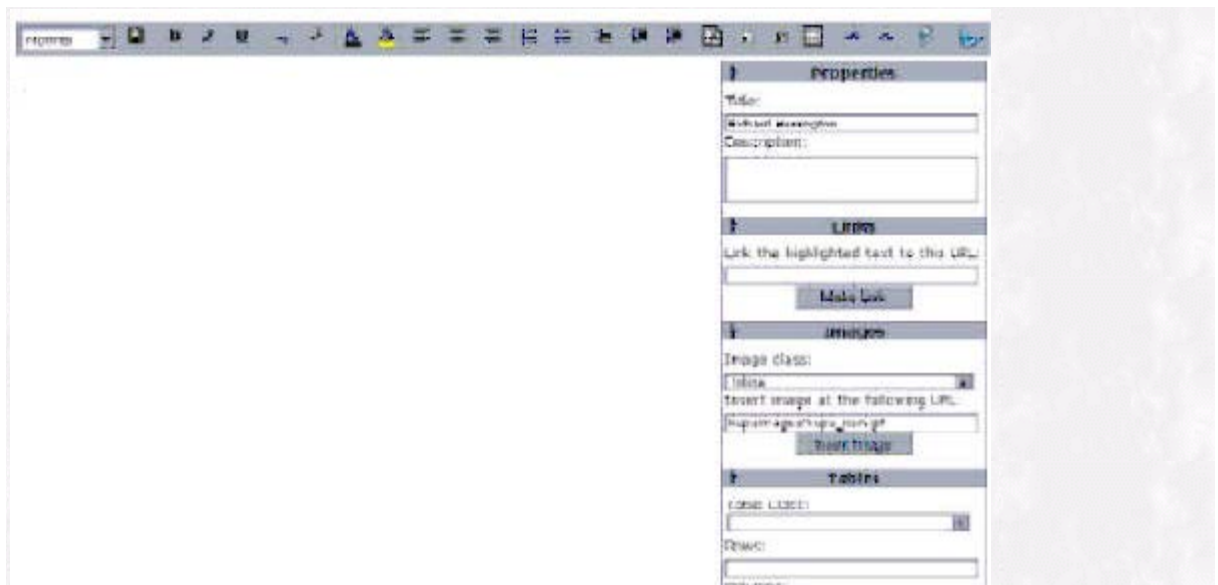 Normal
Properties
Title:
Description:
Links
Link the highlighted text to this URL:
Make Link
Images
Image class:
Insert image at the following URL:
Insert Image
Tables
Table Class:
Rows: